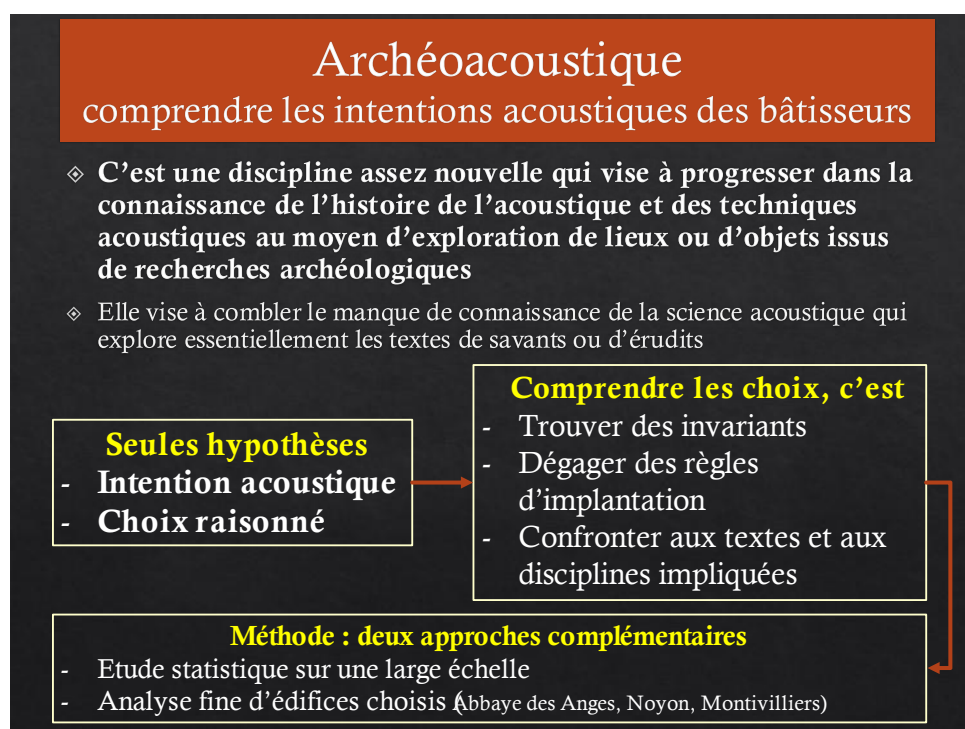 Archéoacoustique
comprendre les intentions acoustiques des bâtisseurs
C’est une discipline assez nouvelle qui vise à progresser dans la
connaissance de l’histoire de l’acoustique et des techniques
acoustiques au moyen d’exploration de lieux ou d’objets issus
de recherches archéologiques
Elle vise à combler le manque de connaissance de la science acoustique qui
explore essentiellement les textes de savants ou d’érudits
Seules hypothèses
- Intention acoustique
- Choix raisonné
Comprendre les choix, c’est
- Trouver des invariants
- Dégager des règles
d’implantation
- Confronter aux textes et aux
disciplines impliquées
Méthode : deux approches complémentaires
- Etude statistique sur une large échelle
- Analyse fine d’édifices choisis (Abbaye des Anges, Noyon, Montivilliers)